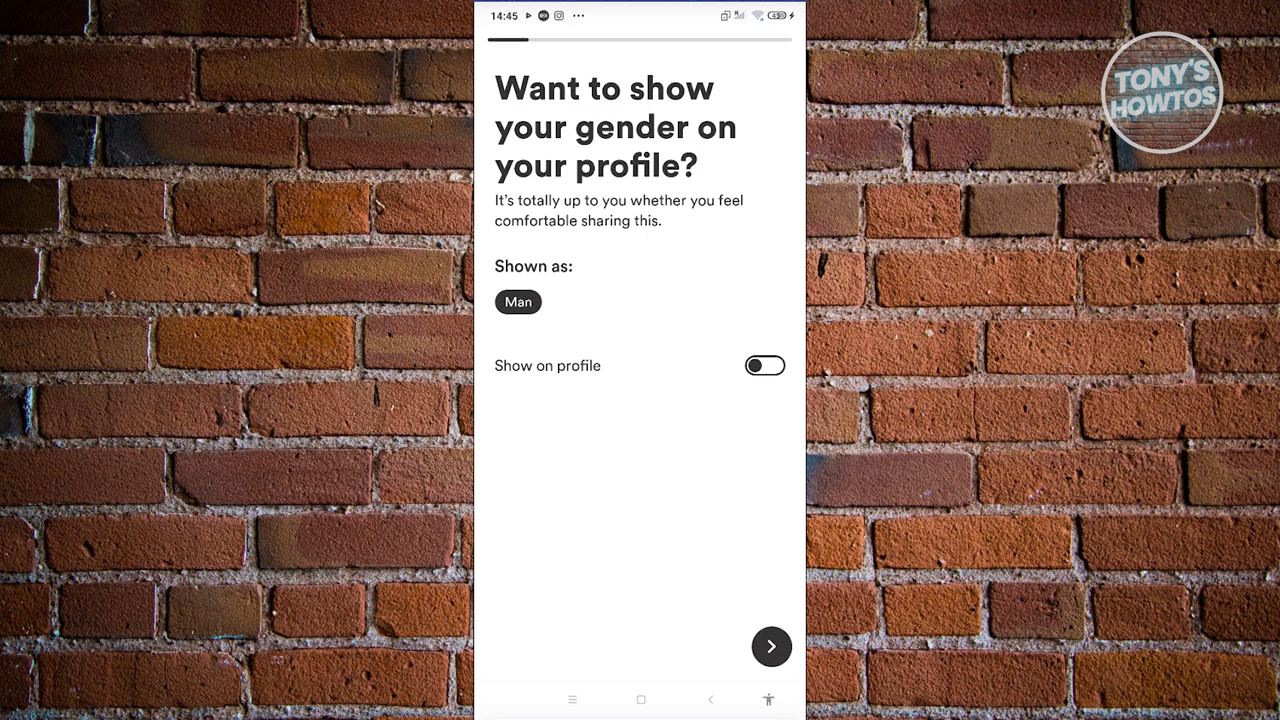 14:45
TONY'S
HOWTOS
Want to show
your gender on
your profile?
It's totally up to you whether you feel
comfortable sharing this.
Shown as:
Man
Show on profile